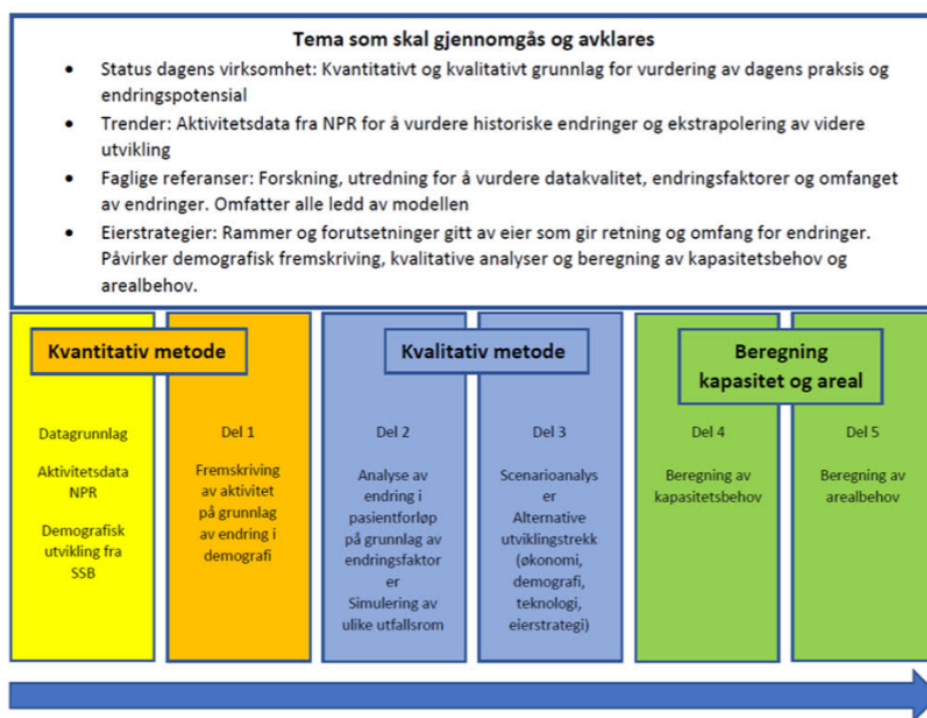 Tema som skal gjennomgås og avklares
• Status dagens virksomhet: Kvantitativt og kvalitativt grunnlag for vurdering av dagens praksis og
endringspotensial
• Trender: Aktivitetsdata fra NPR for å vurdere historiske endringer og ekstrapolering av videre
utvikling
• Faglige referanser: Forskning, utredning for å vurdere datakvalitet, endringsfaktorer og omfanget
av endringer. Omfatter alle ledd av modellen
• Eierstrategier: Rammer og forutsetninger gitt av eier som gir retning og omfang for endringer.
Påvirker demografisk fremskriving, kvalitative analyser og beregning av kapasitetsbehov og
arealbehov.
Kvantitativ metode
Datagrunnlag
Aktivitetsdata
NPR
Demografisk
utvikling fra
SSB
Del 1
Fremskriving
av aktivitet
på grunnlag
av endring i
demografi
Kvalitativ metode
Del 2
Analyse av
endring i
pasientforløp
på grunnlag av
endringsfaktor
er
Simulering av
ulike utfallsrom
Del 3
Scenarioanalys
er
Alternative
utviklingstrekk
(økonomi,
demografi,
teknologi,
eierstrategi)
Beregning
kapasitet og areal
Del 4
Beregning av
kapasitetsbehov
Del 5
Beregning av
arealbehov